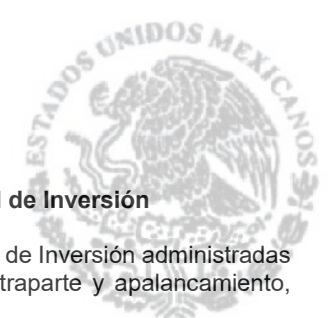 ESTADOS UNIDOS MEXICANOS
de Inversión
de Inversión administradas
traparte y apalancamiento,